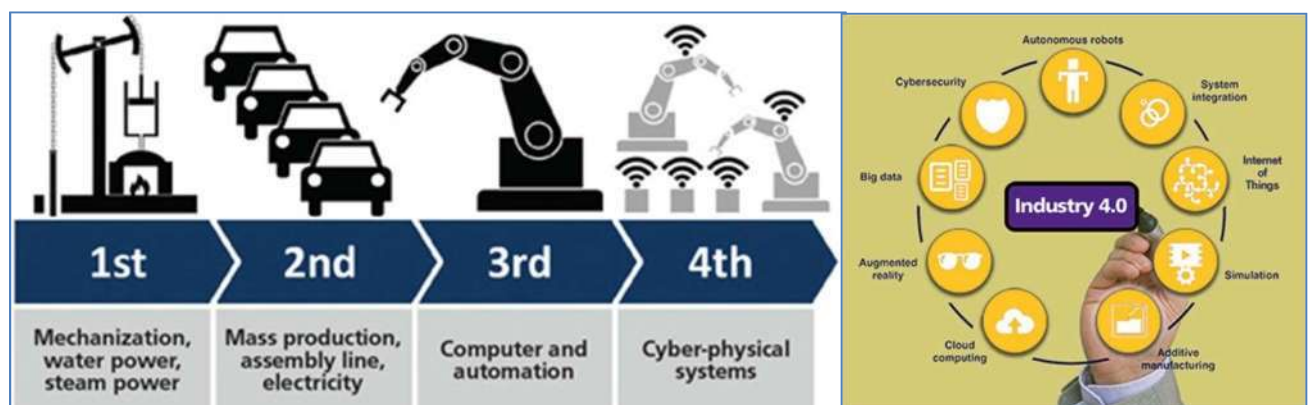 1st
2nd
3rd
4th
Mechanization,
water power,
steam power
Mass production,
assembly line,
electricity
Computer and
automation
Cyber-physical
systems
Autonomous robots
System
integration
Internet
of
Things
Simulation
Additive
manufacturing
Cloud
computing
Augmented
reality
Big data
Cybersecurity
Industry 4.0